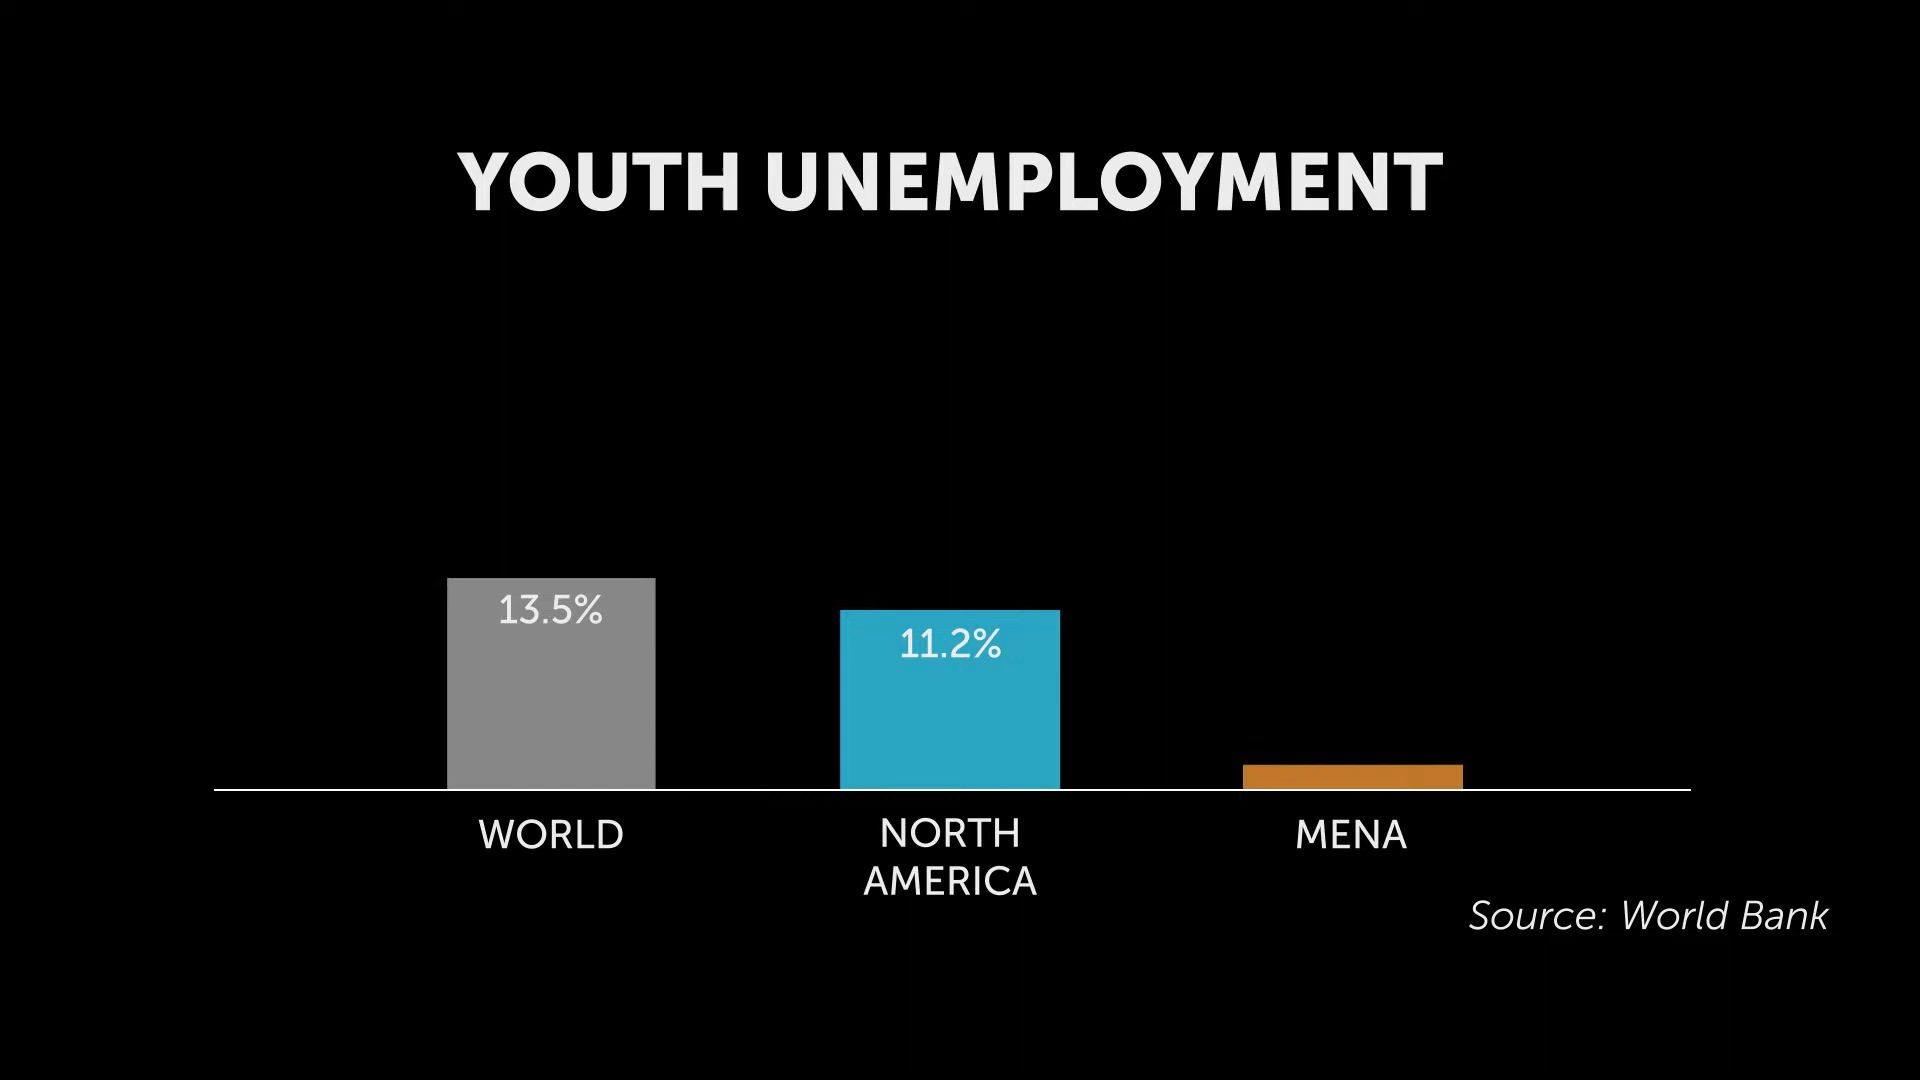 YOUTH UNEMPLOYMENT
13.5%
11.2%
WORLD
NORTH
AMERICA
MENA
Source: World Bank